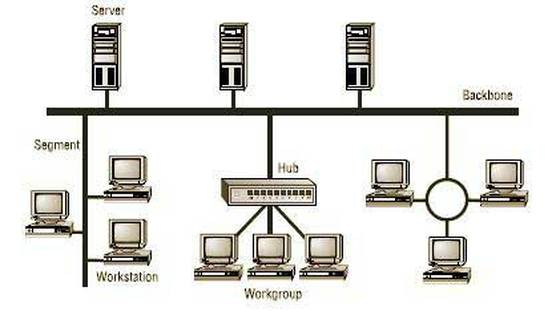 Server
Backbone
Segment
Hub
Workstation
Workgroup